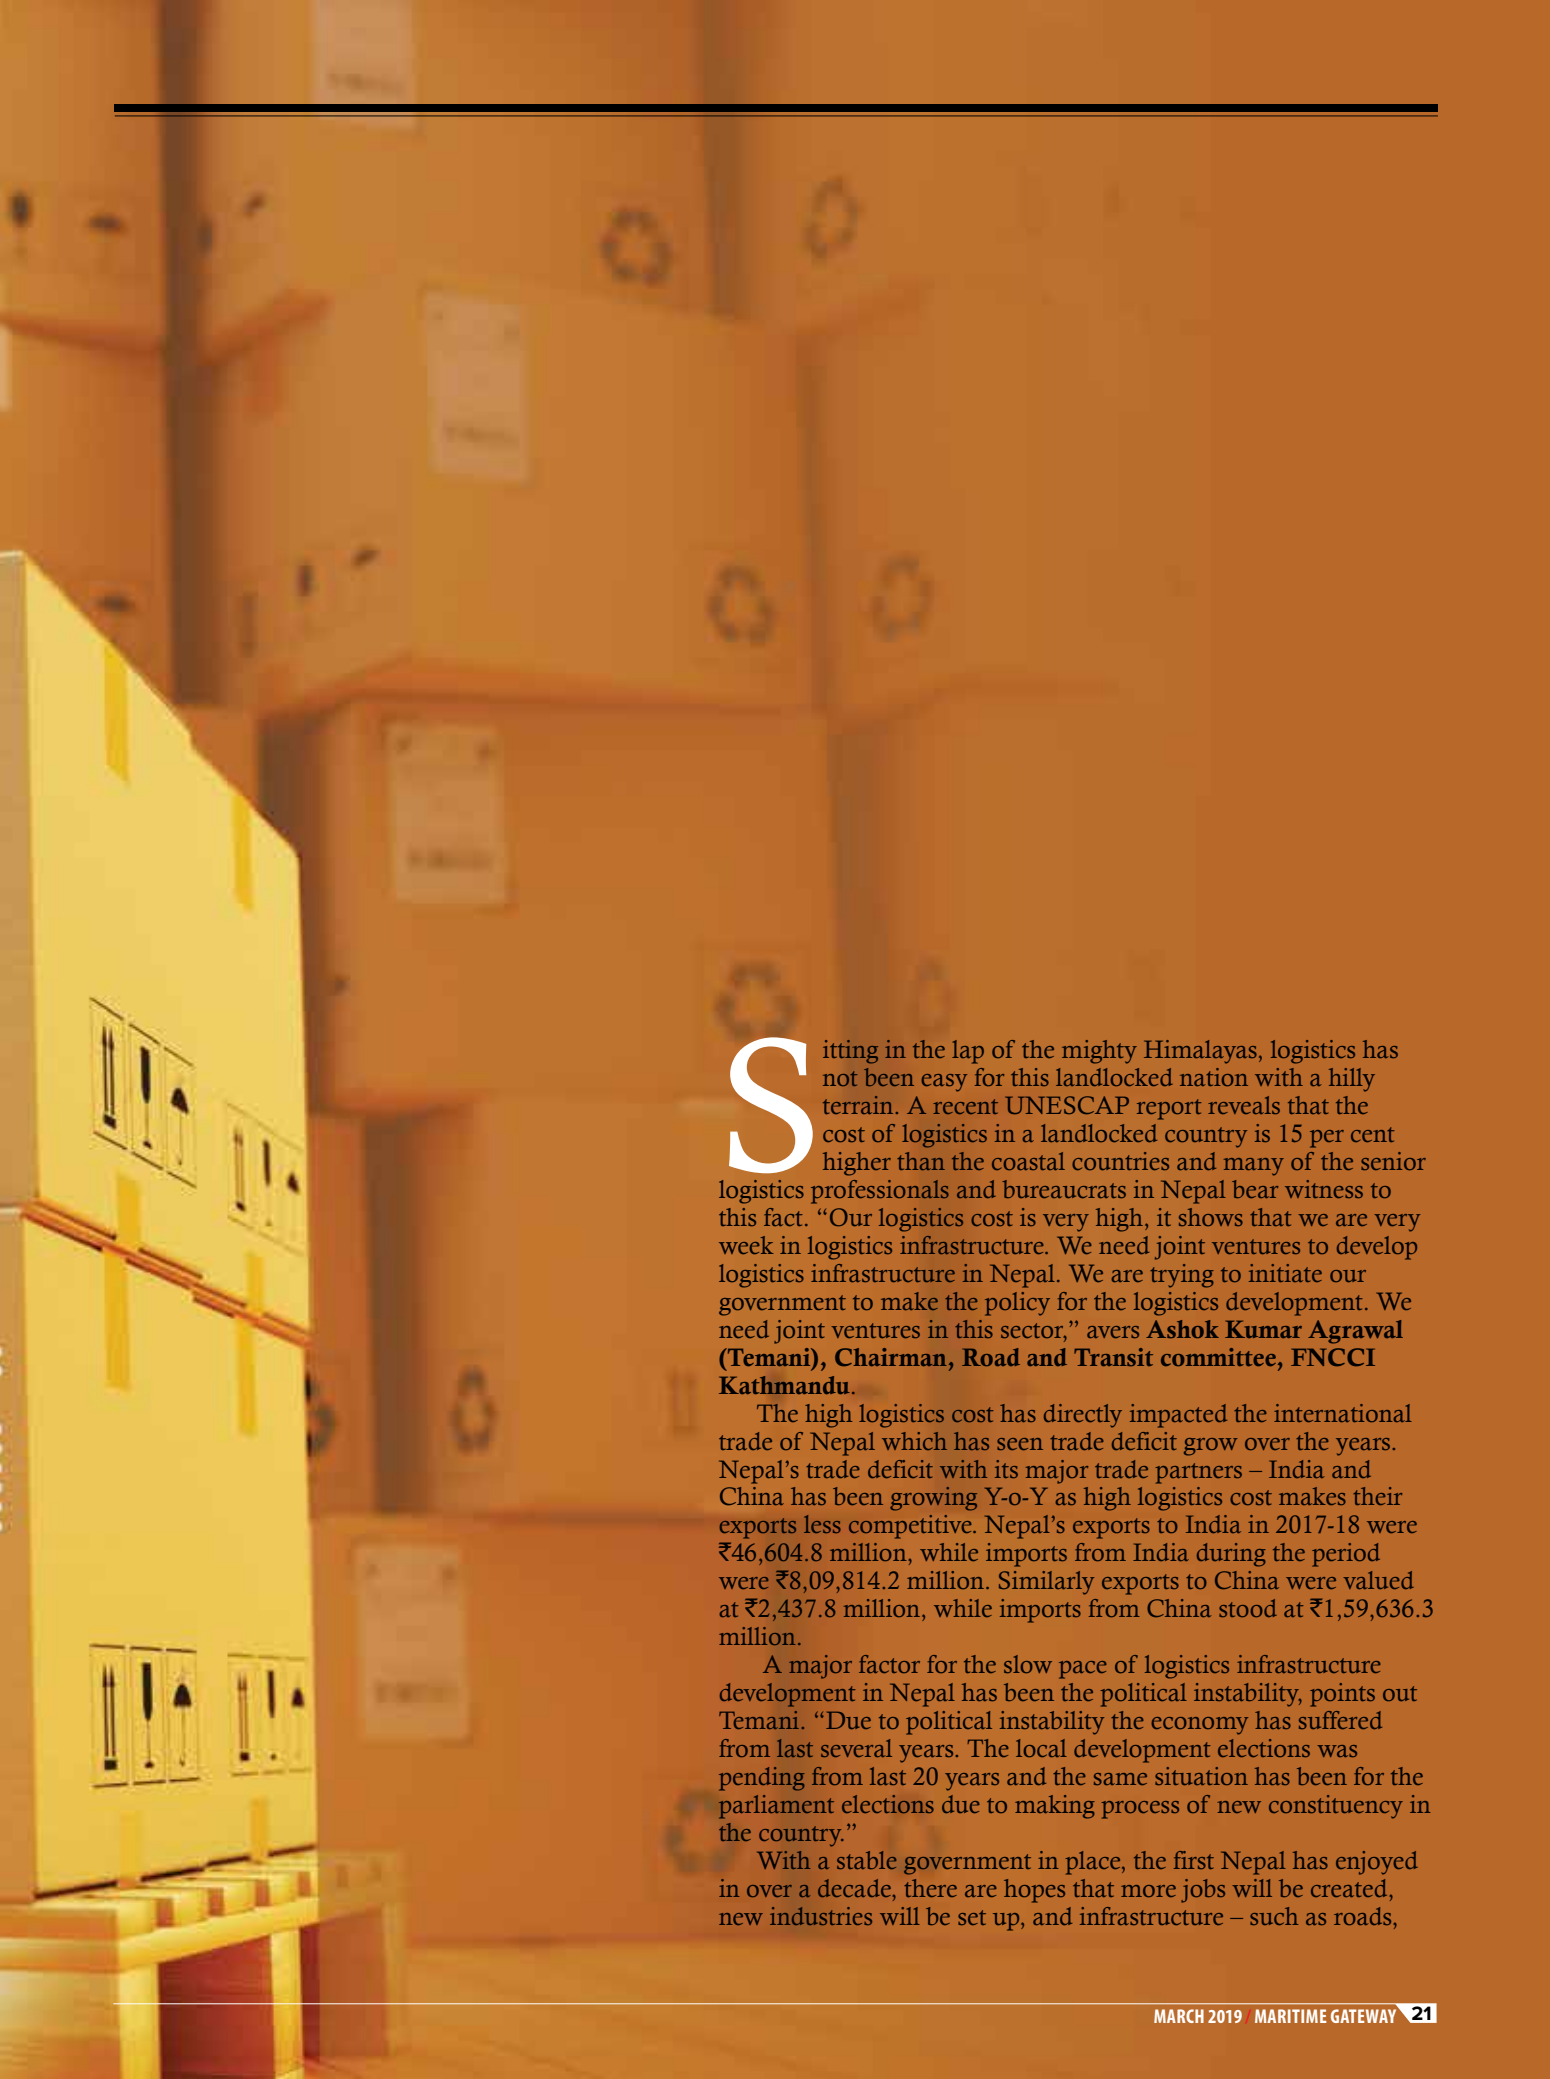 Sitting in the lap of the mighty Himalayas, logistics has
not been easy for this landlocked nation with a hilly
terrain. A recent UNESCAP report reveals that the
cost of logistics in a landlocked country is 15 per cent
higher than the coastal countries and many of the senior
logistics professionals and bureaucrats in Nepal bear witness to
this fact. “Our logistics cost is very high, it shows that we are very
week in logistics infrastructure. We need joint ventures to develop
logistics infrastructure in Nepal. We are trying to initiate our
government to make the policy for the logistics development. We
need joint ventures in this sector,” avers Ashok Kumar Agrawal
(Temani), Chairman, Road and Transit committee, FNCCI
Kathmandu.
The high logistics cost has directly impacted the international
trade of Nepal which has seen trade deficit grow over the years.
Nepal’s trade deficit with its major trade partners – India and
China has been growing Y-o-Y as high logistics cost makes their
exports less competitive. Nepal’s exports to India in 2017-18 were
₹46,604.8 million, while imports from India during the period
were ₹8,09,814.2 million. Similarly exports to China were valued
at ₹2,437.8 million, while imports from China stood at ₹1,59,636.3
million.
A major factor for the slow pace of logistics infrastructure
development in Nepal has been the political instability, points out
Temani. “Due to political instability the economy has suffered
from last several years. The local development elections was
pending from last 20 years and the same situation has been for the
parliament elections due to making process of new constituency in
the country.”
With a stable government in place, the first Nepal has enjoyed
in over a decade, there are hopes that more jobs will be created,
new industries will be set up, and infrastructure – such as roads,
MARCH 2019 / MARITIME GATEWAY 21